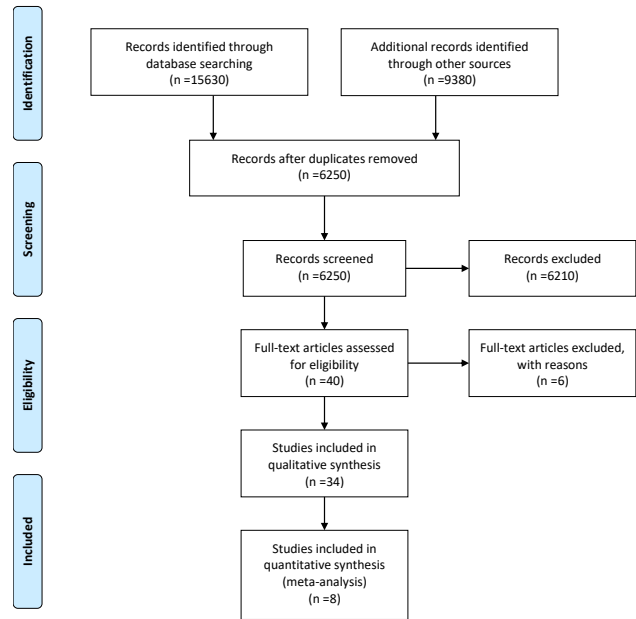 Identification
Records identified through
database searching
(n =15630)
Additional records identified
through other sources
(n =9380)
Records after duplicates removed
(n =6250)
Screening
Records screened
(n =6250)
Records excluded
(n =6210)
Eligibility
Full-text articles assessed
for eligibility
(n =40)
Full-text articles excluded,
with reasons
(n =6)
Studies included in
qualitative synthesis
(n =34)
Included
Studies included in
quantitative synthesis
(meta-analysis)
(n =8)